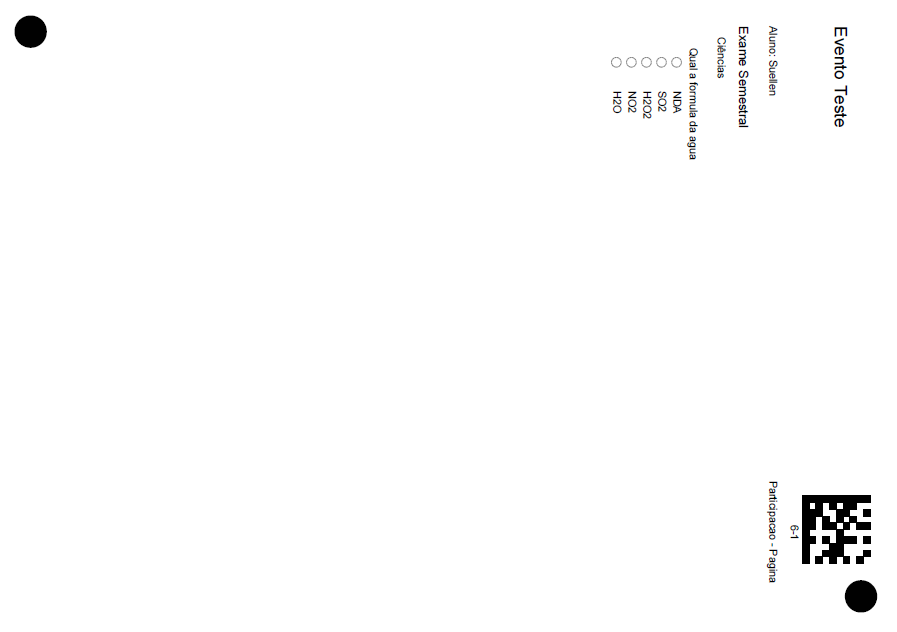 Evento Teste
6-1
Participacao - Pagina
Aluno: Suellen
Exame Semestral
Ciências
Qual a formula da agua
NDA
SO2
H2O2
NO2
H2O